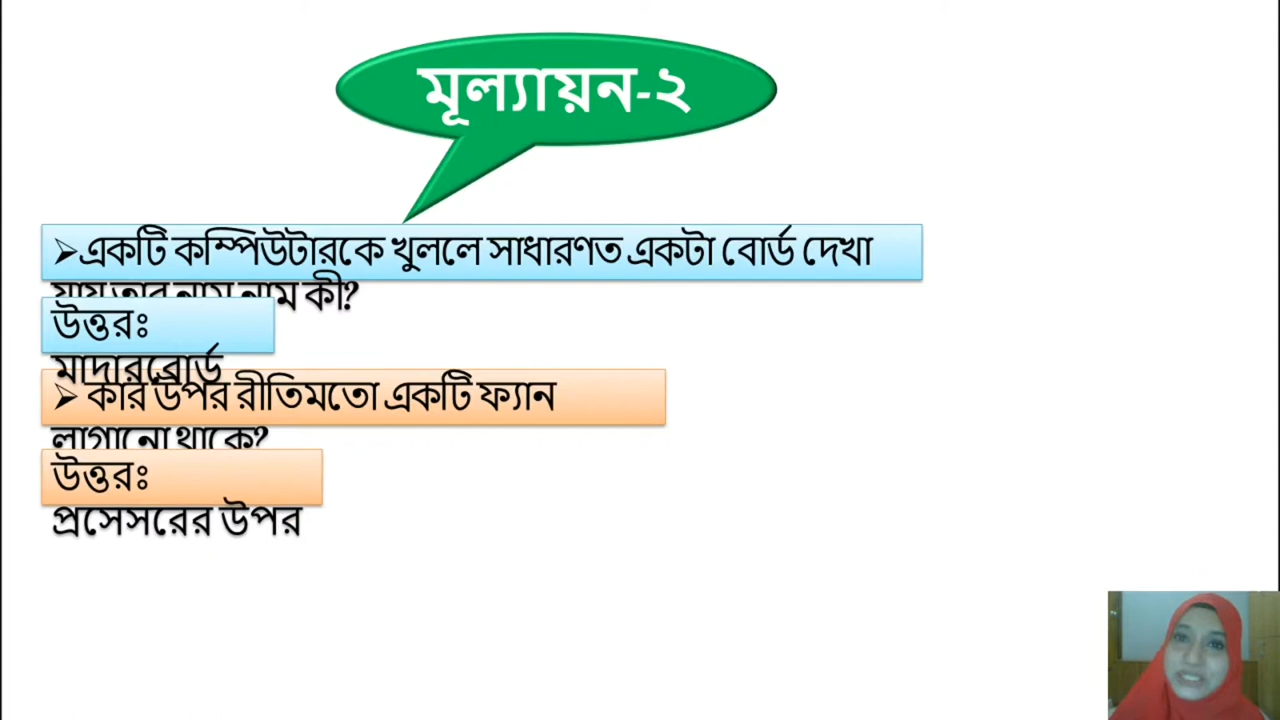 মূল্যায়ন-২
➢একটি কম্পিউটারকে খুললে সাধারণত একটা বোর্ড দেখা
যায় তার নাম নাম কী?
উত্তরঃ
মাদারবোর্ড
➢ কার উপর রীতিমতো একটি ফ্যান
লাগানো থাকে?
উত্তরঃ
প্রসেসরের উপর